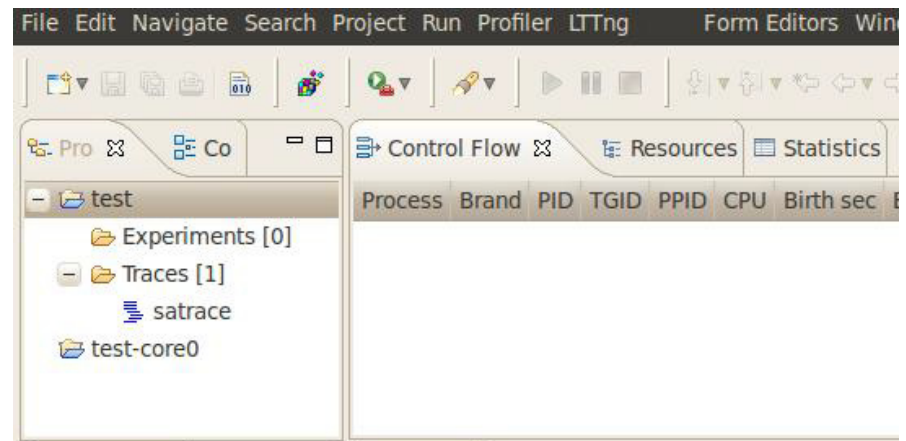 File Edit Navigate Search Project Run Profiler LTTng Form Editors
010
Pro Co
Control Flow Resources Statistics
test
Process Brand PID TGID PPID CPU Birth sec
Experiments [0]
Traces [1]
satrace
test-core0